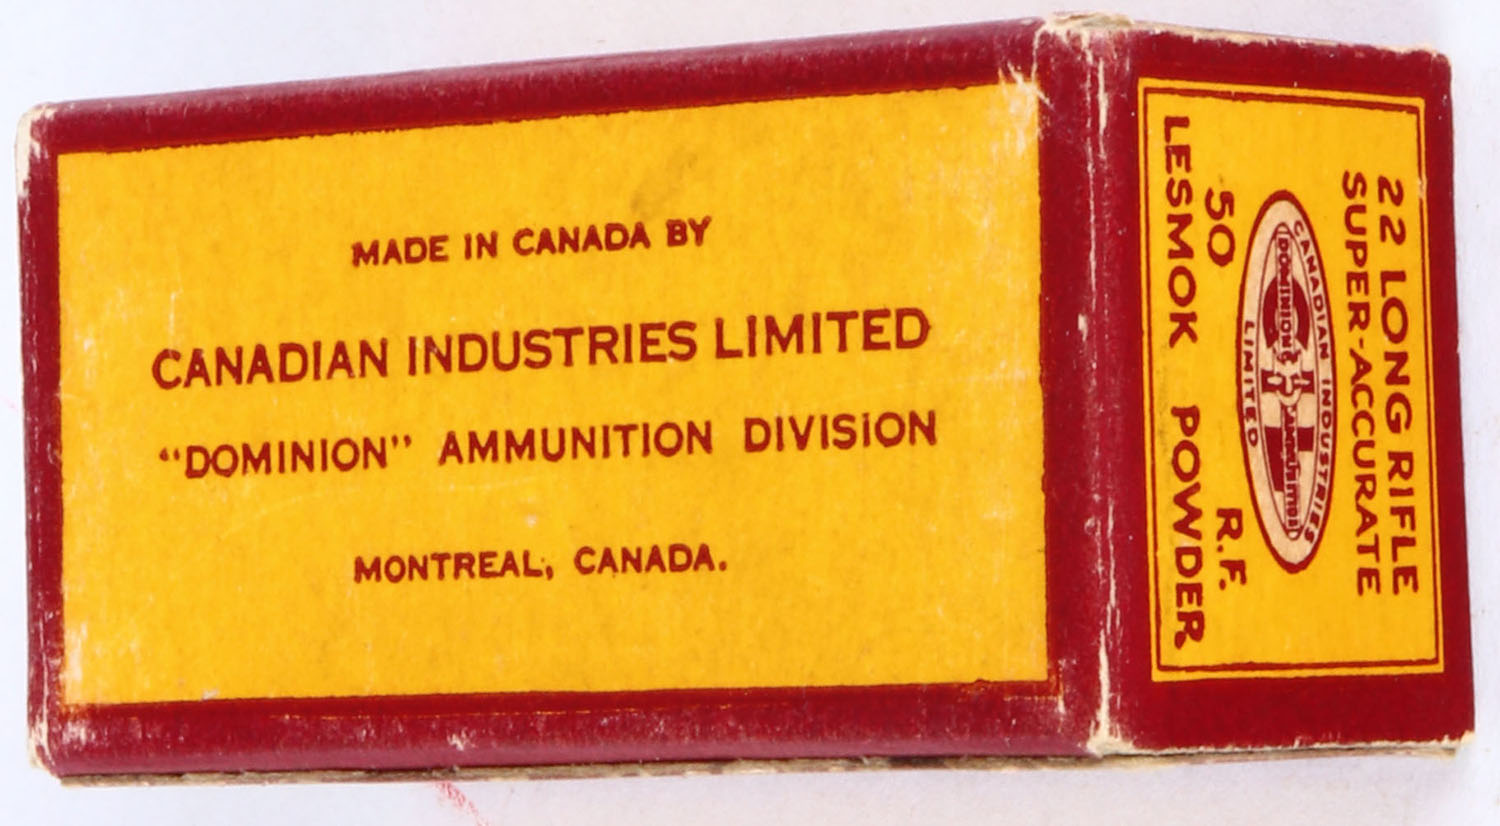 MADE IN CANADA BY
CANADIAN INDUSTRIES LIMITED
"DOMINION" AMMUNITION DIVISION
MONTREAL, CANADA.
22 LONG RIFLE
SUPER-ACCURATE
CANADIAN INDUSTRIES
DOMINION
AMMUNITION
LIMITED
50 R.F.
LESMOK POWDER